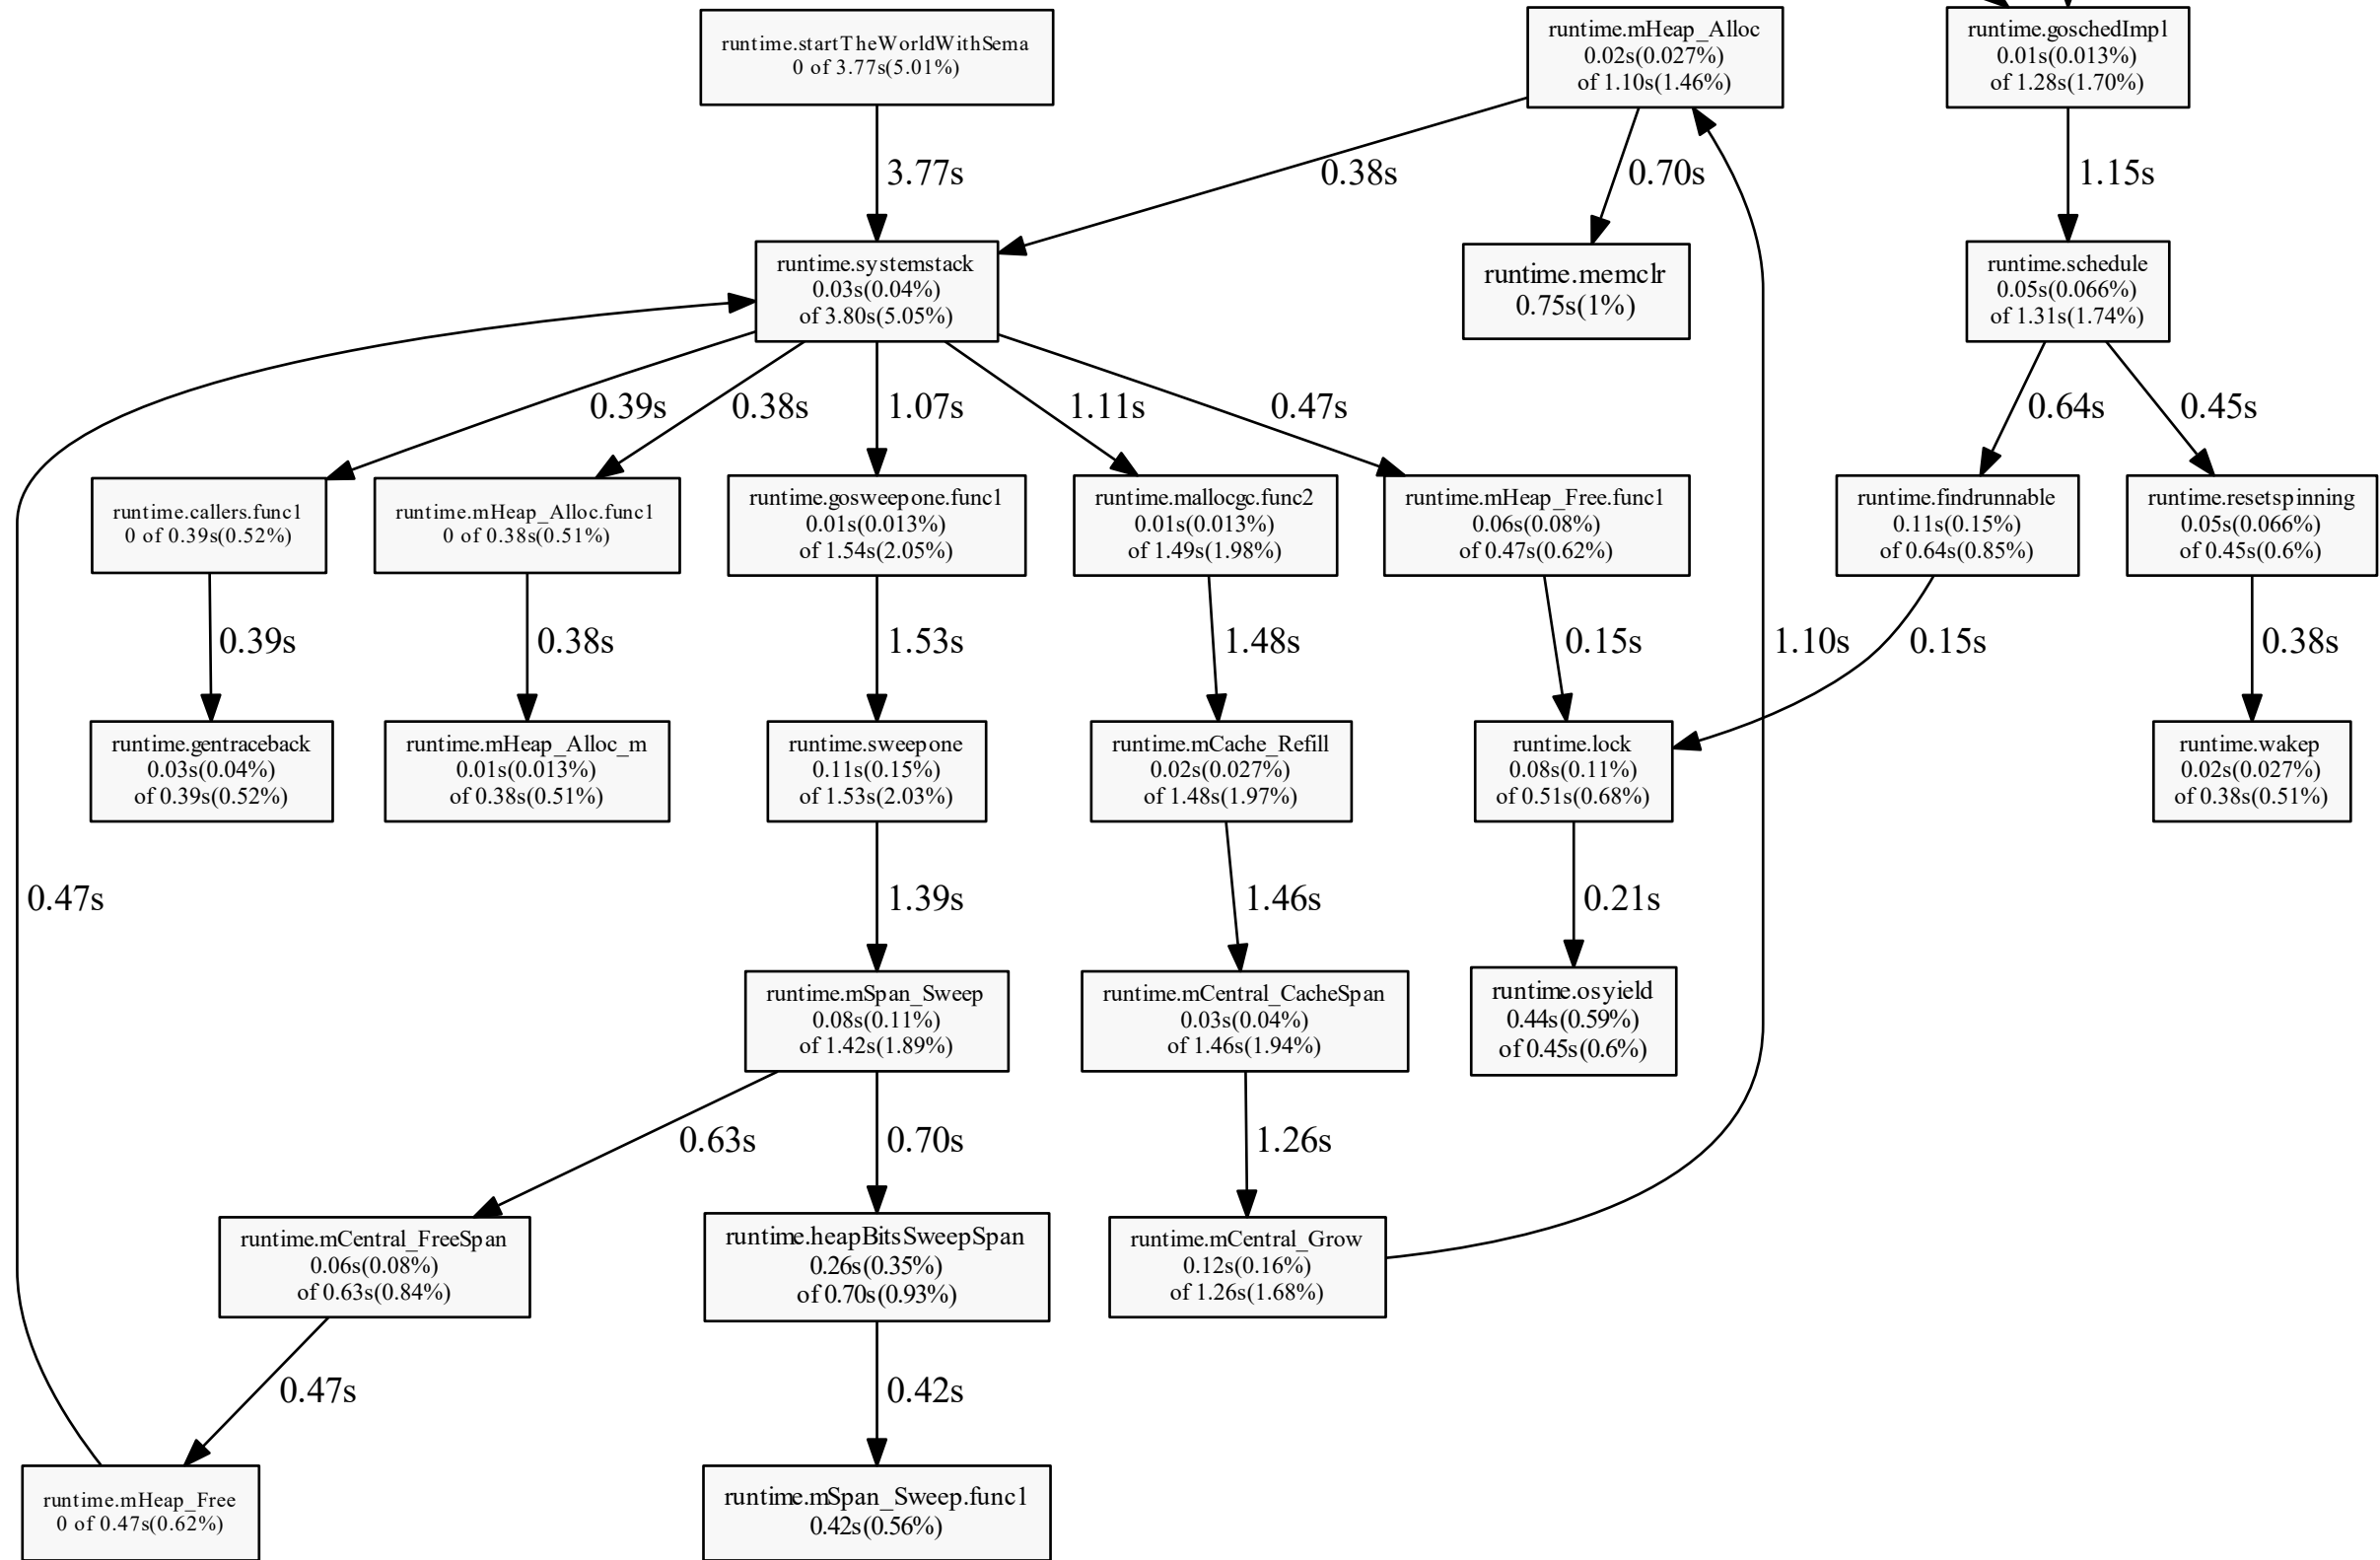 runtime.startTheWorldWithSema
0 of 3.77s(5.01%)
runtime.mHeap_Alloc
0.02s(0.027%)
of 1.10s(1.46%)
runtime.goschedImpl
0.01s(0.013%)
of 1.28s(1.70%)
3.77s
0.38s
0.70s
1.15s
runtime.systemstack
0.03s(0.04%)
of 3.80s(5.05%)
runtime.memclr
0.75s(1%)
runtime.schedule
0.05s(0.066%)
of 1.31s(1.74%)
0.39s
0.38s
1.07s
1.11s
0.47s
0.64s
0.45s
runtime.callers.func1
0 of 0.39s(0.52%)
runtime.mHeap_Alloc.func1
0 of 0.38s(0.51%)
runtime.gosweepone.func1
0.01s(0.013%)
of 1.54s(2.05%)
runtime.mallocgc.func2
0.01s(0.013%)
of 1.49s(1.98%)
runtime.mHeap_Free.func1
0.06s(0.08%)
of 0.47s(0.62%)
runtime.findrunnable
0.11s(0.15%)
of 0.64s(0.85%)
runtime.resetspinning
0.05s(0.066%)
of 0.45s(0.6%)
0.39s
0.38s
1.53s
1.48s
0.15s
1.10s
0.15s
0.38s
runtime.gentraceback
0.03s(0.04%)
of 0.39s(0.52%)
runtime.mHeap_Alloc_m
0.01s(0.013%)
of 0.38s(0.51%)
runtime.sweepone
0.11s(0.15%)
of 1.53s(2.03%)
runtime.mCache_Refill
0.02s(0.027%)
of 1.48s(1.97%)
runtime.lock
0.08s(0.11%)
of 0.51s(0.68%)
runtime.wakep
0.02s(0.027%)
of 0.38s(0.51%)
0.47s
1.39s
1.46s
0.21s
runtime.mSpan_Sweep
0.08s(0.11%)
of 1.42s(1.89%)
runtime.mCentral_CacheSpan
0.03s(0.04%)
of 1.46s(1.94%)
runtime.osyield
0.44s(0.59%)
of 0.45s(0.6%)
0.63s
0.70s
1.26s
runtime.mCentral_FreeSpan
0.06s(0.08%)
of 0.63s(0.84%)
runtime.heapBitsSweepSpan
0.26s(0.35%)
of 0.70s(0.93%)
runtime.mCentral_Grow
0.12s(0.16%)
of 1.26s(1.68%)
0.47s
0.42s
runtime.mHeap_Free
0 of 0.47s(0.62%)
runtime.mSpan_Sweep.func1
0.42s(0.56%)